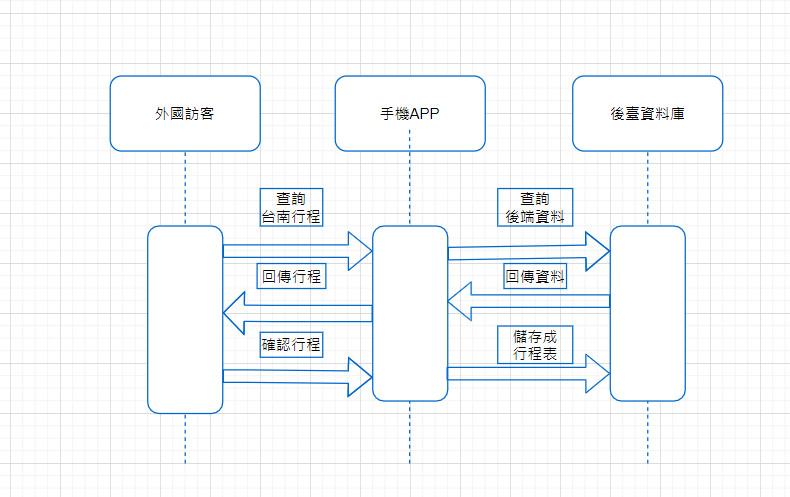 外國訪客
手機APP
後臺資料庫
查詢
台南行程
查詢
後端資料
回傳行程
回傳資料
確認行程
儲存成
行程表